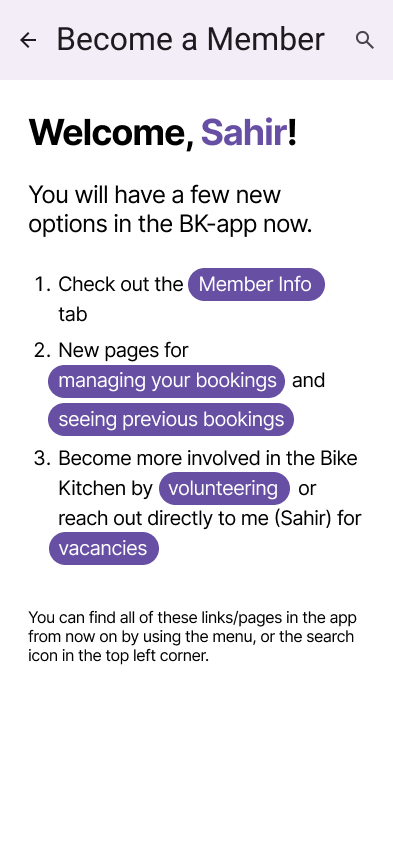 Become a Member
Welcome, Sahir!
You will have a few new
options in the BK-app now.
1. Check out the Member Info
tab
2. New pages for
managing your bookings and
seeing previous bookings
3. Become more involved in the Bike
Kitchen by volunteering or
reach out directly to me (Sahir) for
vacancies
You can find all of these links/pages in the app
from now on by using the menu, or the search
icon in the top left corner.